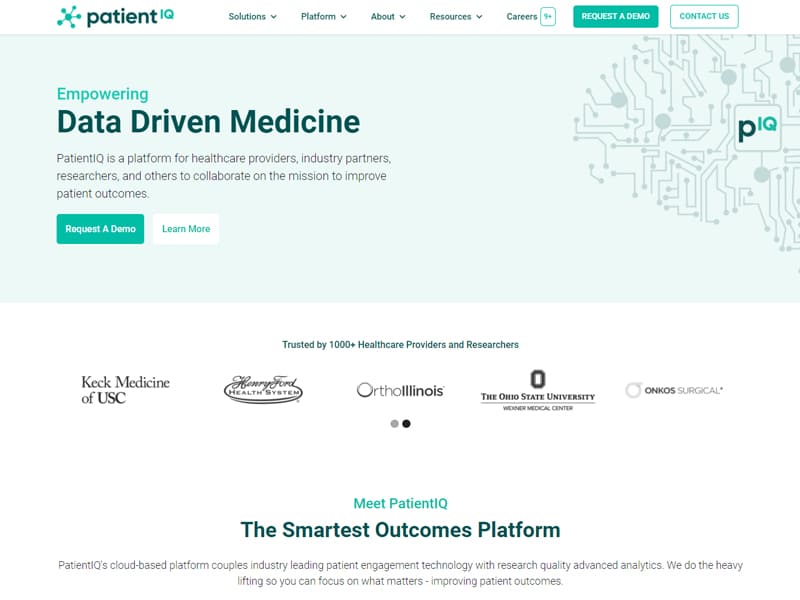 patient IQ
Solutions
Platform
About
Resources
Careers 9+
REQUEST A DEMO
CONTACT US
Empowering
Data Driven Medicine
PatientIQ is a platform for healthcare providers, industry partners,
researchers, and others to collaborate on the mission to improve
patient outcomes.
Request A Demo
Learn More
pIQ
Trusted by 1000+ Healthcare Providers and Researchers
Keck Medicine
of USC
Henry Ford
HEALTH SYSTEM
OrthoIllinois
THE OHIO STATE UNIVERSITY
WEXNER MEDICAL CENTER
ONKOS SURGICAL
Meet PatientIQ
The Smartest Outcomes Platform
PatientIQ's cloud-based platform couples industry leading patient engagement technology with research quality advanced analytics. We do the heavy
lifting so you can focus on what matters - improving patient outcomes.